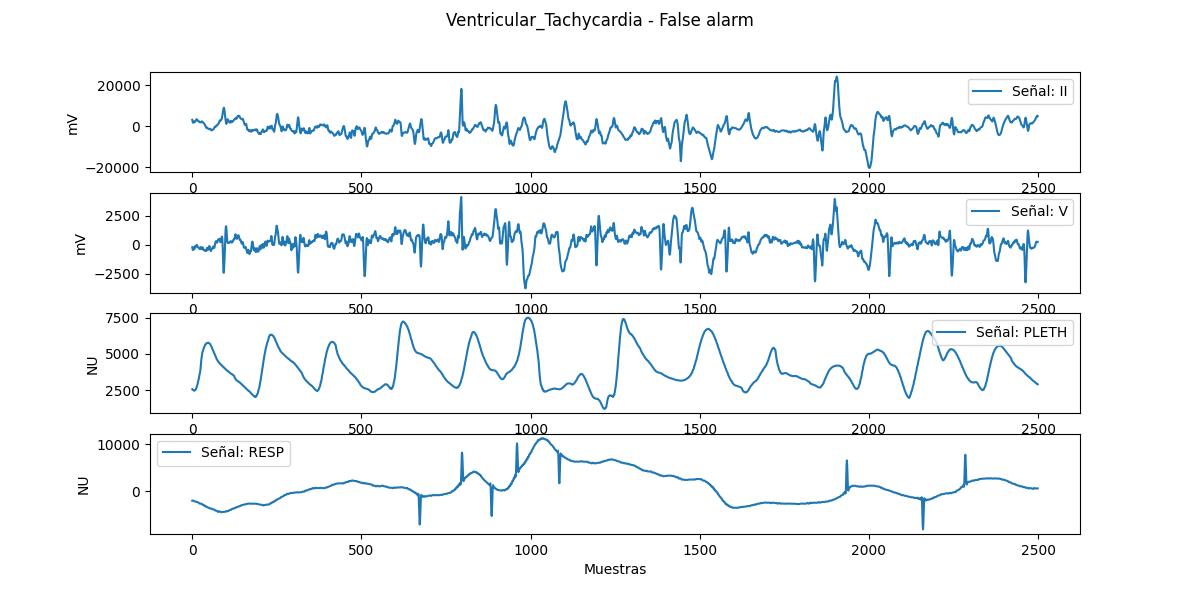 Ventricular_Tachycardia - False alarm
20000
0
−20000
mV
Señal: II
0 500 1000 1500 2000 2500
2500
0
−2500
mV
Señal: V
0 500 1000 1500 2000 2500
7500
5000
2500
NU
Señal: PLETH
0 500 1000 1500 2000 2500
10000
0
NU
Señal: RESP
0 500 1000 1500 2000 2500
Muestras